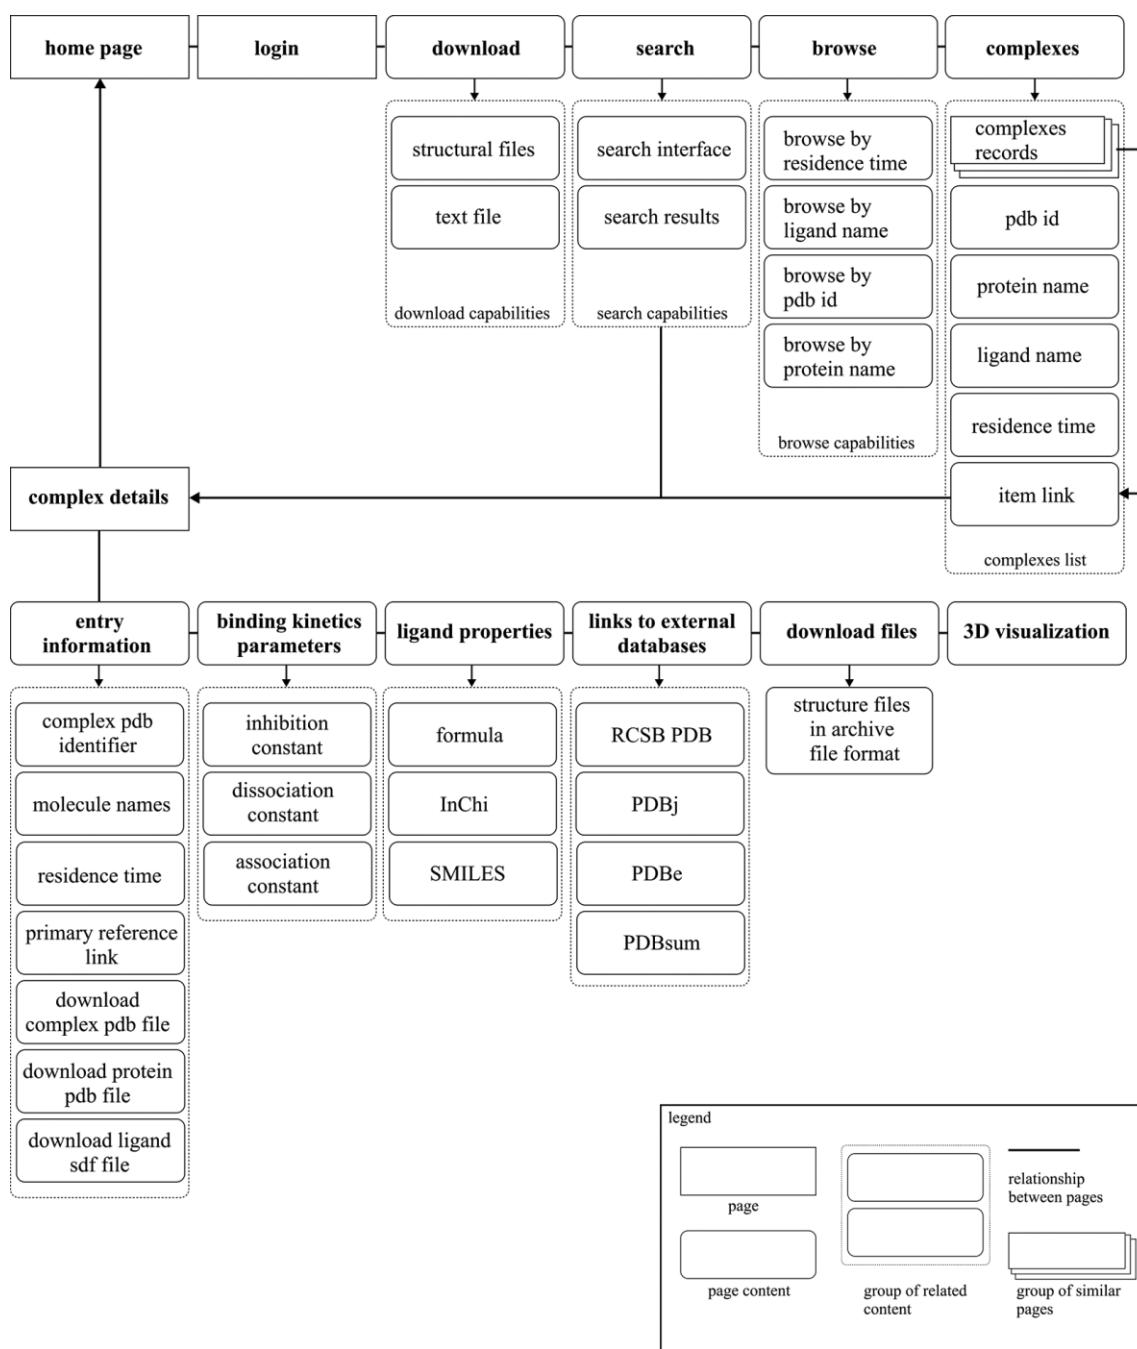 home page
login
download
search
browse
complexes
structural files
text file
download capabilities
search interface
search results
search capabilities
browse by
residence time
browse by
ligand name
browse by
pdb id
browse by
protein name
browse capabilities
complexes
records
pdb id
protein name
ligand name
residence time
item link
complexes list
complex details
entry
information
binding kinetics
parameters
ligand properties
links to external
databases
download files
3D visualization
complex pdb
identifier
molecule names
residence time
primary reference
link
download
complex pdb file
download protein
pdb file
download ligand
sdf file
inhibition
constant
dissociation
constant
association
constant
formula
InChi
SMILES
RCSB PDB
PDBj
PDBe
PDBsum
structure files
in archive
file format
legend
page
page content
group of related
content
relationship
between pages
group of similar
pages